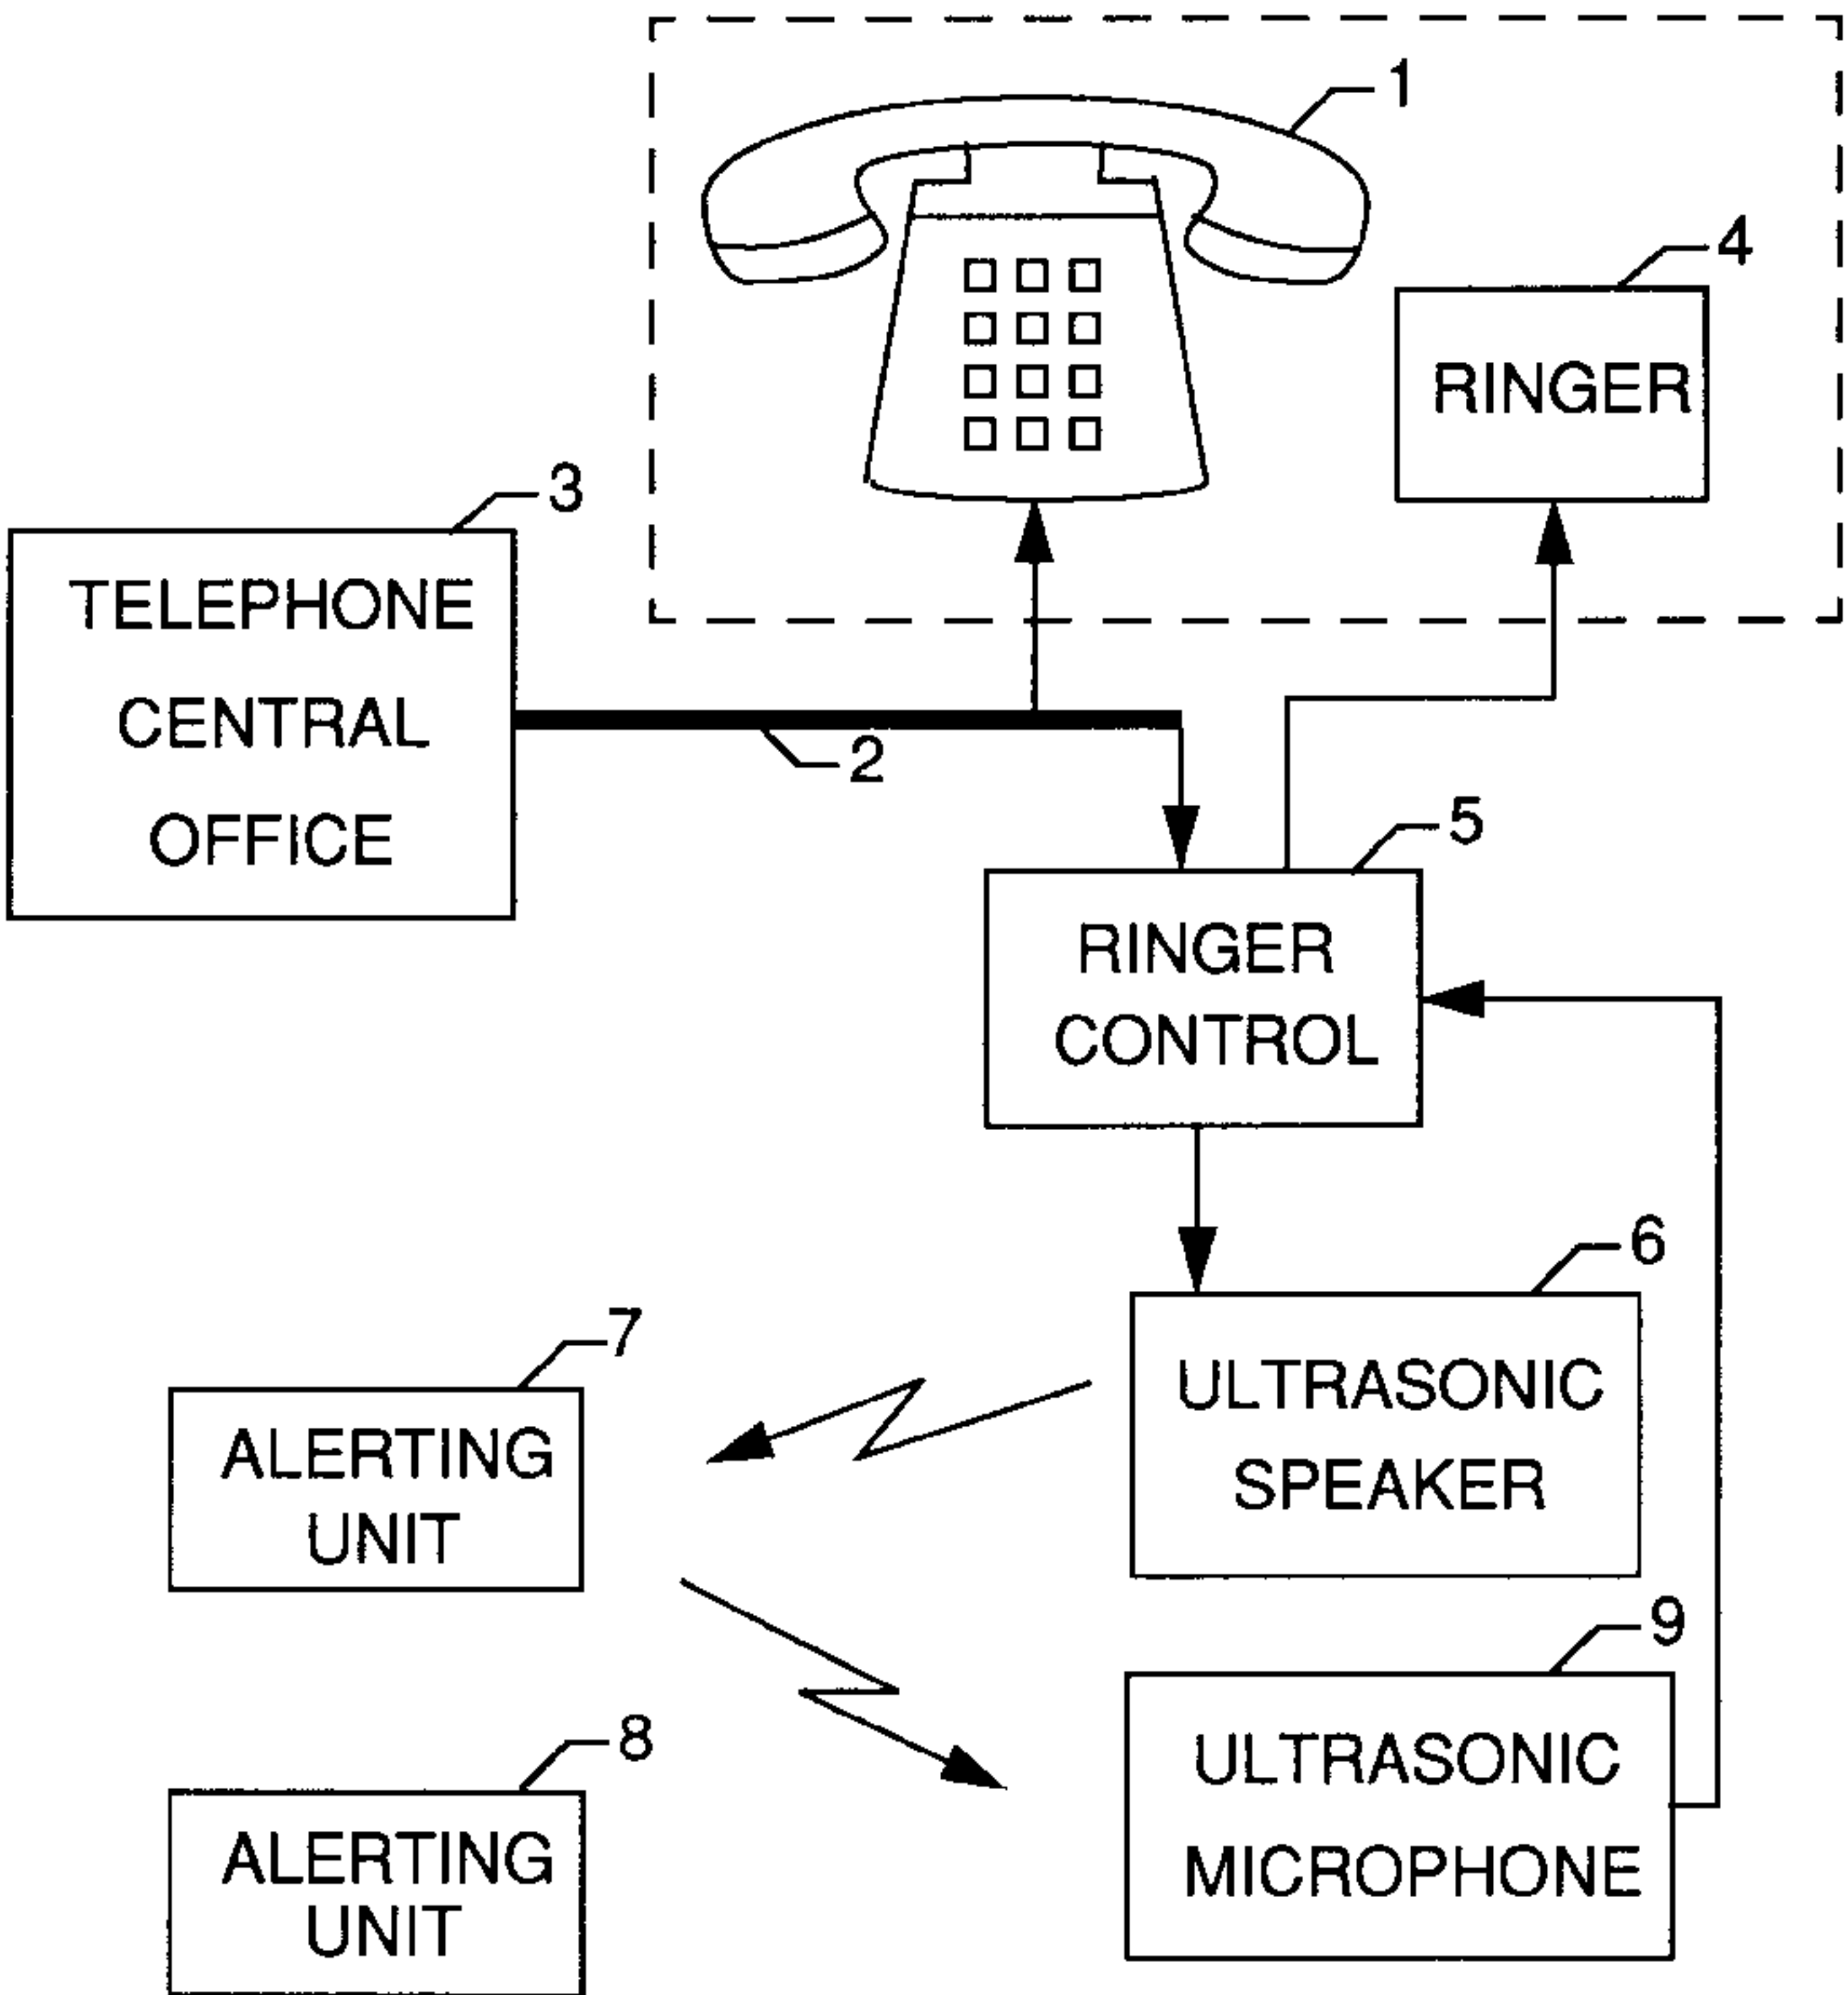 1
4
RINGER
3
TELEPHONE
CENTRAL
OFFICE
2
5
RINGER
CONTROL
6
ULTRASONIC
SPEAKER
7
ALERTING
UNIT
9
ULTRASONIC
MICROPHONE
8
ALERTING
UNIT